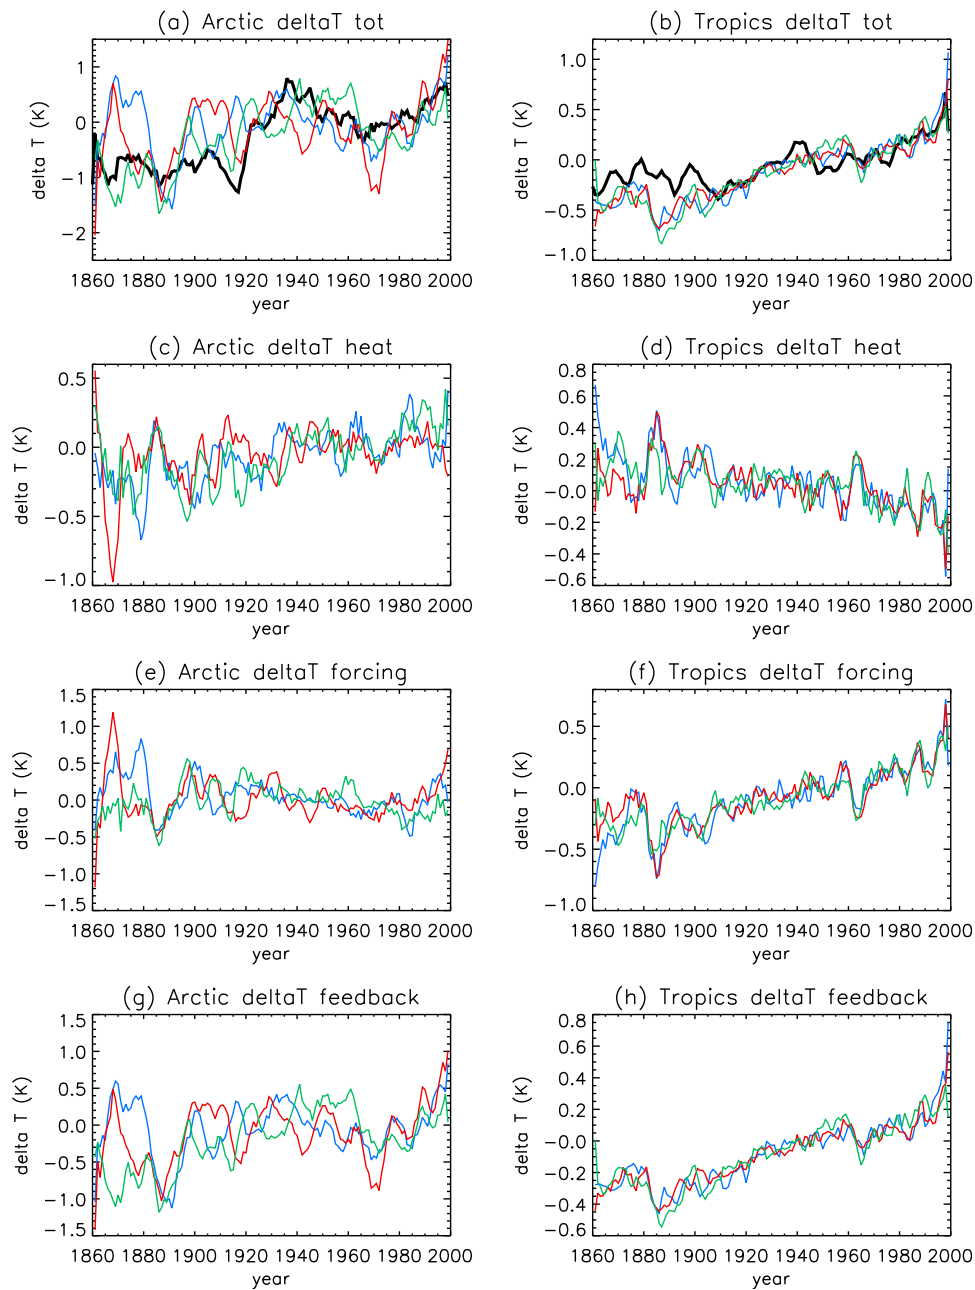 (a) Arctic deltaT tot
delta T (K)
1
0
−1
−2
1860 1880 1900 1920 1940 1960 1980 2000
year
(b) Tropics deltaT tot
delta T (K)
1.0
0.5
0.0
−0.5
−1.0
1860 1880 1900 1920 1940 1960 1980 2000
year
(c) Arctic deltaT heat
delta T (K)
0.5
0.0
−0.5
−1.0
1860 1880 1900 1920 1940 1960 1980 2000
year
(d) Tropics deltaT heat
delta T (K)
0.8
0.6
0.4
0.2
−0.0
−0.2
−0.4
−0.6
1860 1880 1900 1920 1940 1960 1980 2000
year
(e) Arctic deltaT forcing
delta T (K)
1.5
1.0
0.5
0.0
−0.5
−1.0
−1.5
1860 1880 1900 1920 1940 1960 1980 2000
year
(f) Tropics deltaT forcing
delta T (K)
0.5
0.0
−0.5
−1.0
1860 1880 1900 1920 1940 1960 1980 2000
year
(g) Arctic deltaT feedback
delta T (K)
1.5
1.0
0.5
0.0
−0.5
−1.0
−1.5
1860 1880 1900 1920 1940 1960 1980 2000
year
(h) Tropics deltaT feedback
delta T (K)
0.8
0.6
0.4
0.2
−0.0
−0.2
−0.4
−0.6
1860 1880 1900 1920 1940 1960 1980 2000
year